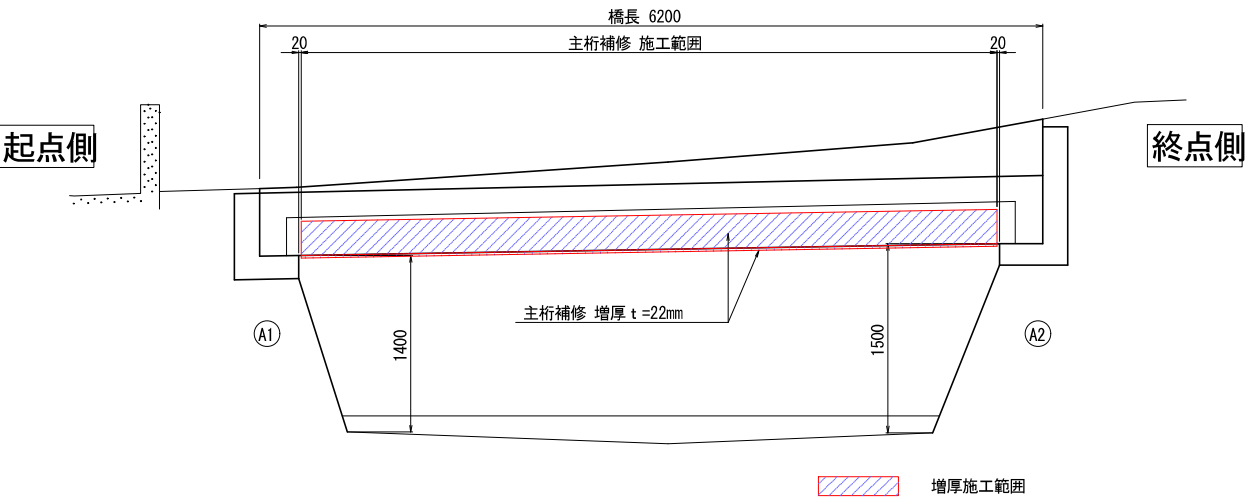 橋長 6200
20
主桁補修 施工範囲
20
起点側
終点側
主桁補修 増厚 t =22mm
A1
1400
1500
A2
増厚施工範囲